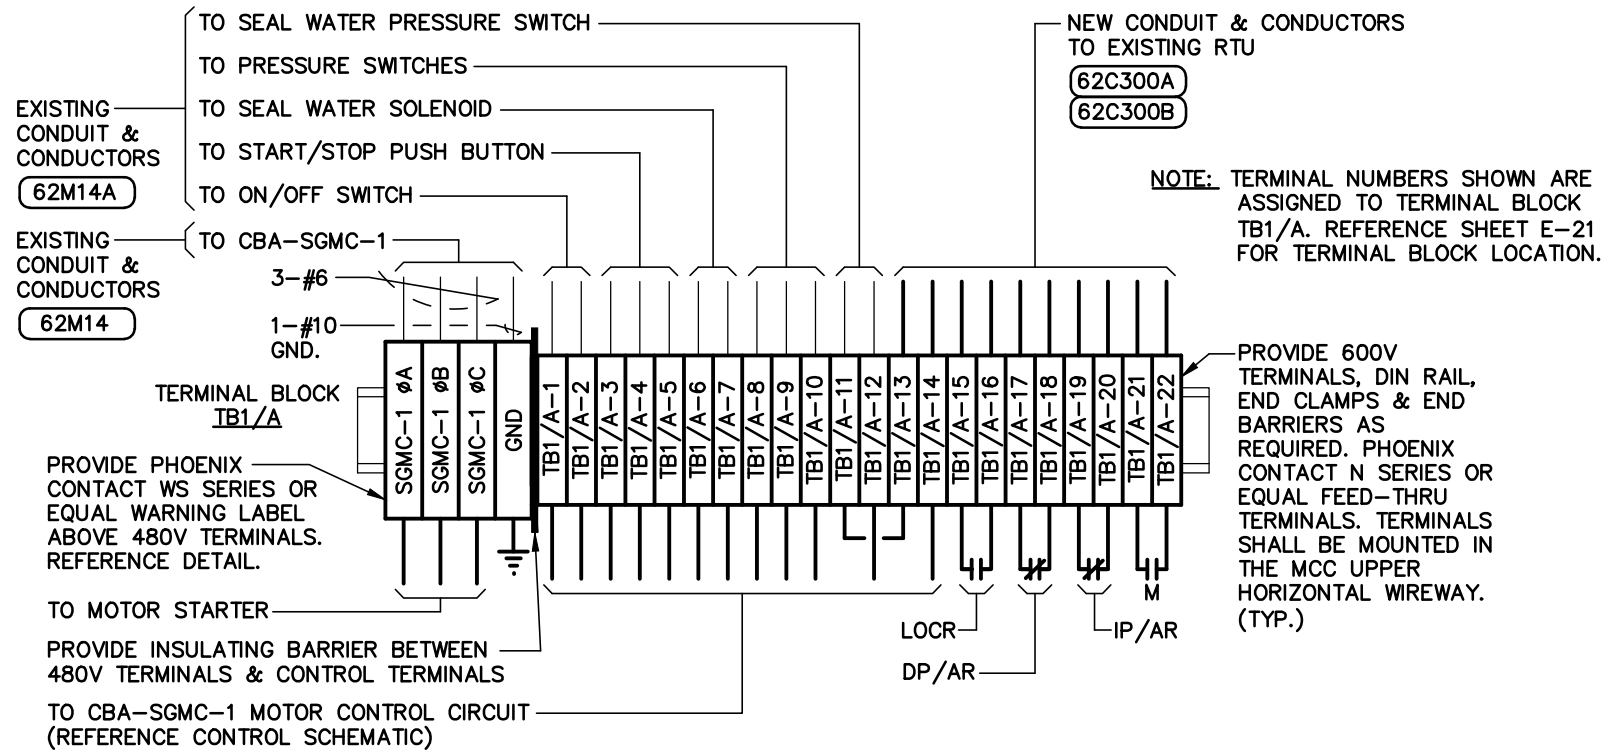 TO SEAL WATER PRESSURE SWITCH
TO PRESSURE SWITCHES
TO SEAL WATER SOLENOID
TO START/STOP PUSH BUTTON
TO ON/OFF SWITCH
EXISTING
CONDUIT &
CONDUCTORS
62M14A
EXISTING
CONDUIT &
CONDUCTORS
62M14
TO CBA-SGMC-1
3-#6
1-#10
GND.
NEW CONDUIT & CONDUCTORS
TO EXISTING RTU
62C300A
62C300B
NOTE: TERMINAL NUMBERS SHOWN ARE
ASSIGNED TO TERMINAL BLOCK
TB1/A. REFERENCE SHEET E-21
FOR TERMINAL BLOCK LOCATION.
TERMINAL BLOCK
TB1/A
SGMC-1 øA
SGMC-1 øB
SGMC-1 øC
GND
TB1/A-1
TB1/A-2
TB1/A-3
TB1/A-4
TB1/A-5
TB1/A-6
TB1/A-7
TB1/A-8
TB1/A-9
TB1/A-10
TB1/A-11
TB1/A-12
TB1/A-13
TB1/A-14
TB1/A-15
TB1/A-16
TB1/A-17
TB1/A-18
TB1/A-19
TB1/A-20
TB1/A-21
TB1/A-22
PROVIDE PHOENIX
CONTACT WS SERIES OR
EQUAL WARNING LABEL
ABOVE 480V TERMINALS.
REFERENCE DETAIL.
TO MOTOR STARTER
PROVIDE INSULATING BARRIER BETWEEN
480V TERMINALS & CONTROL TERMINALS
TO CBA-SGMC-1 MOTOR CONTROL CIRCUIT
(REFERENCE CONTROL SCHEMATIC)
LOCR
DP/AR
IP/AR
M
PROVIDE 600V
TERMINALS, DIN RAIL,
END CLAMPS & END
BARRIERS AS
REQUIRED. PHOENIX
CONTACT N SERIES OR
EQUAL FEED-THRU
TERMINALS. TERMINALS
SHALL BE MOUNTED IN
THE MCC UPPER
HORIZONTAL WIREWAY.
(TYP.)